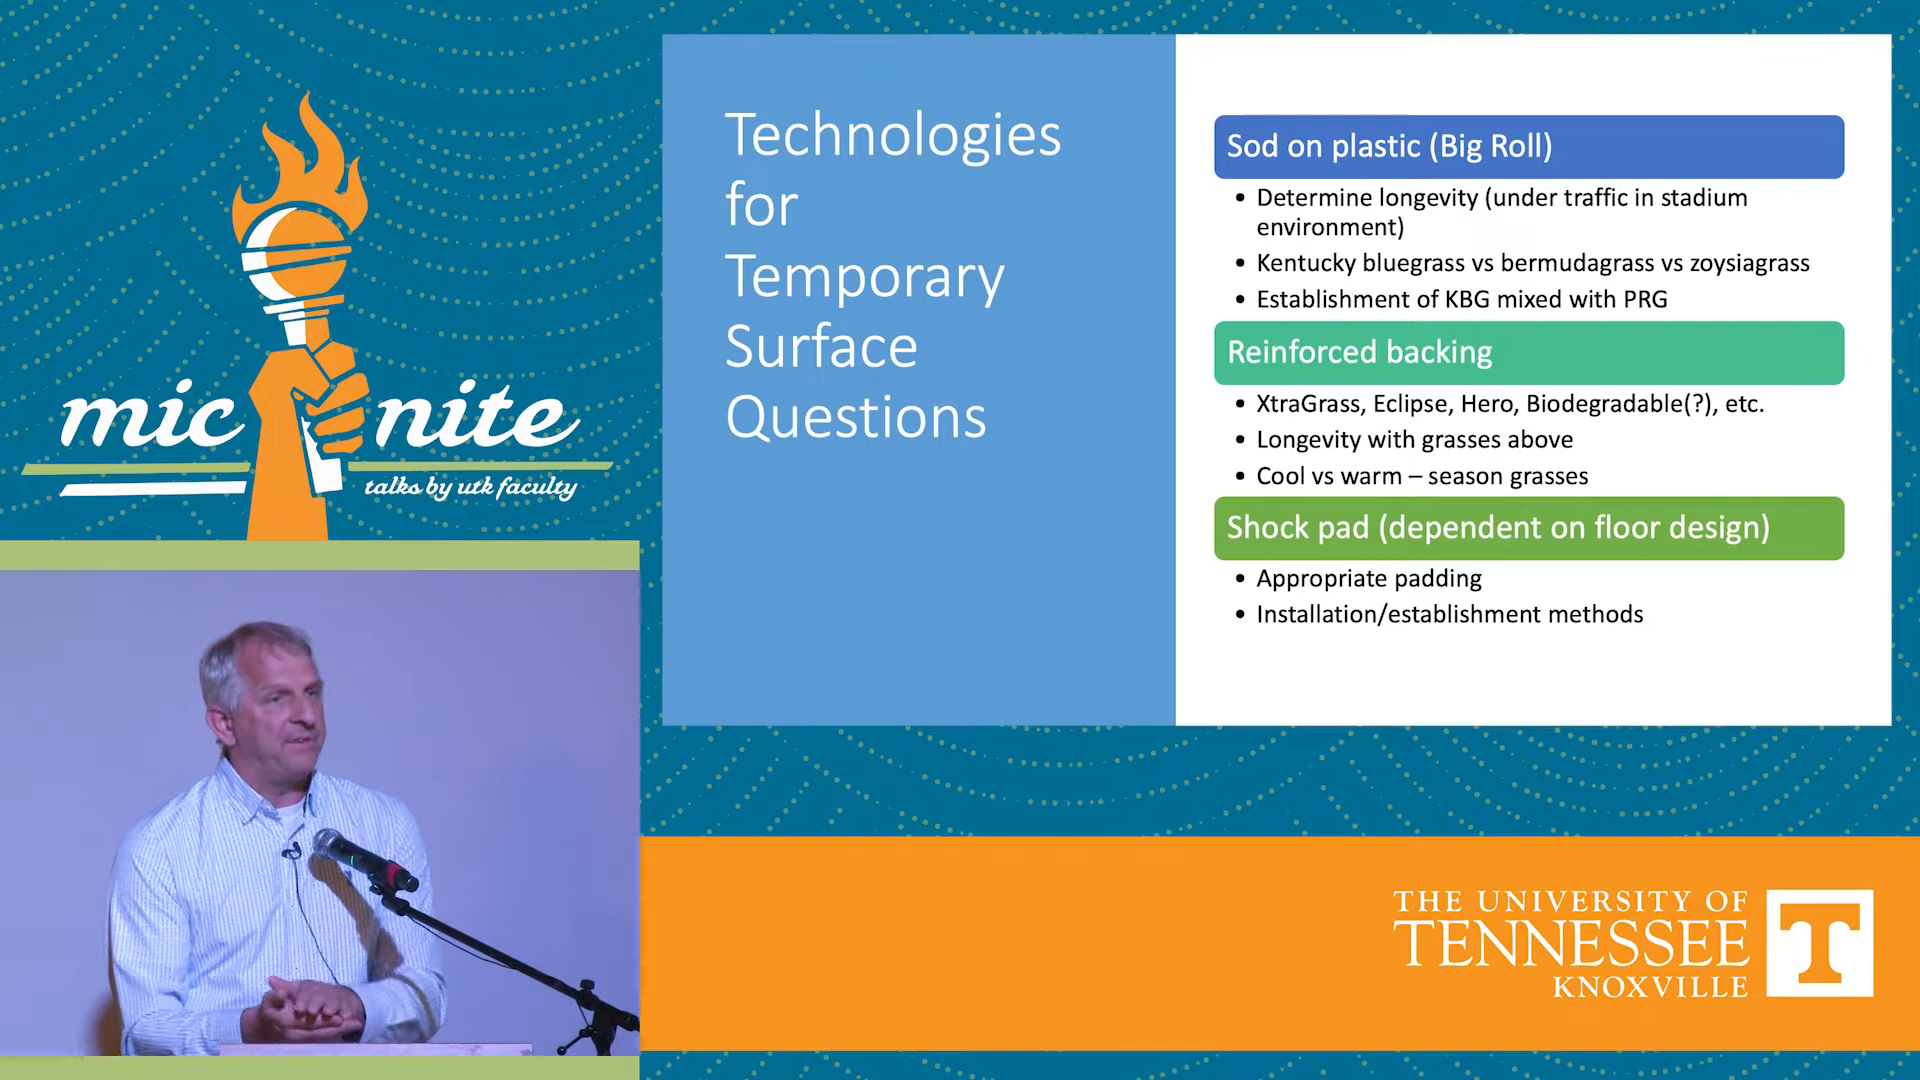 mic nite
talks by utk faculty
Technologies
for
Temporary
Surface
Questions
Sod on plastic (Big Roll)
• Determine longevity (under traffic in stadium
environment)
• Kentucky bluegrass vs bermudagrass vs zoysiagrass
• Establishment of KBG mixed with PRG
Reinforced backing
• XtraGrass, Eclipse, Hero, Biodegradable(?), etc.
• Longevity with grasses above
• Cool vs warm – season grasses
Shock pad (dependent on floor design)
• Appropriate padding
• Installation/establishment methods
THE UNIVERSITY OF
TENNESSEE
KNOXVILLE
T